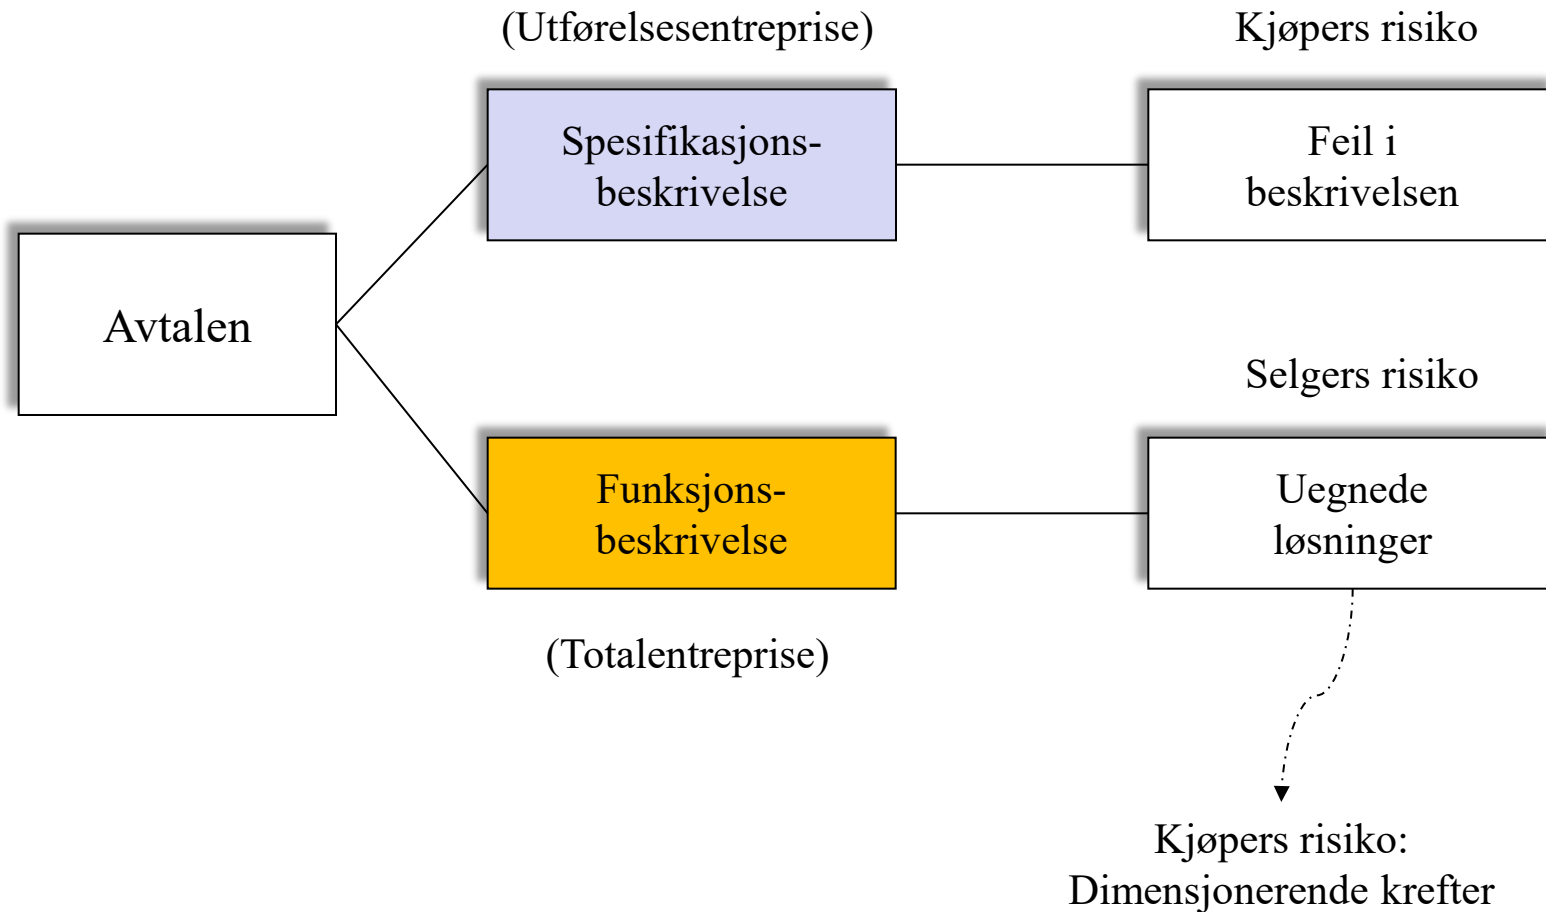 (Utførelsesentreprise)
Kjøpers risiko
Spesifikasjons-
beskrivelse
Feil i
beskrivelsen
Avtalen
Selgers risiko
Funksjons-
beskrivelse
Uegnede
løsninger
(Totalentreprise)
Kjøpers risiko:
Dimensjonerende krefter